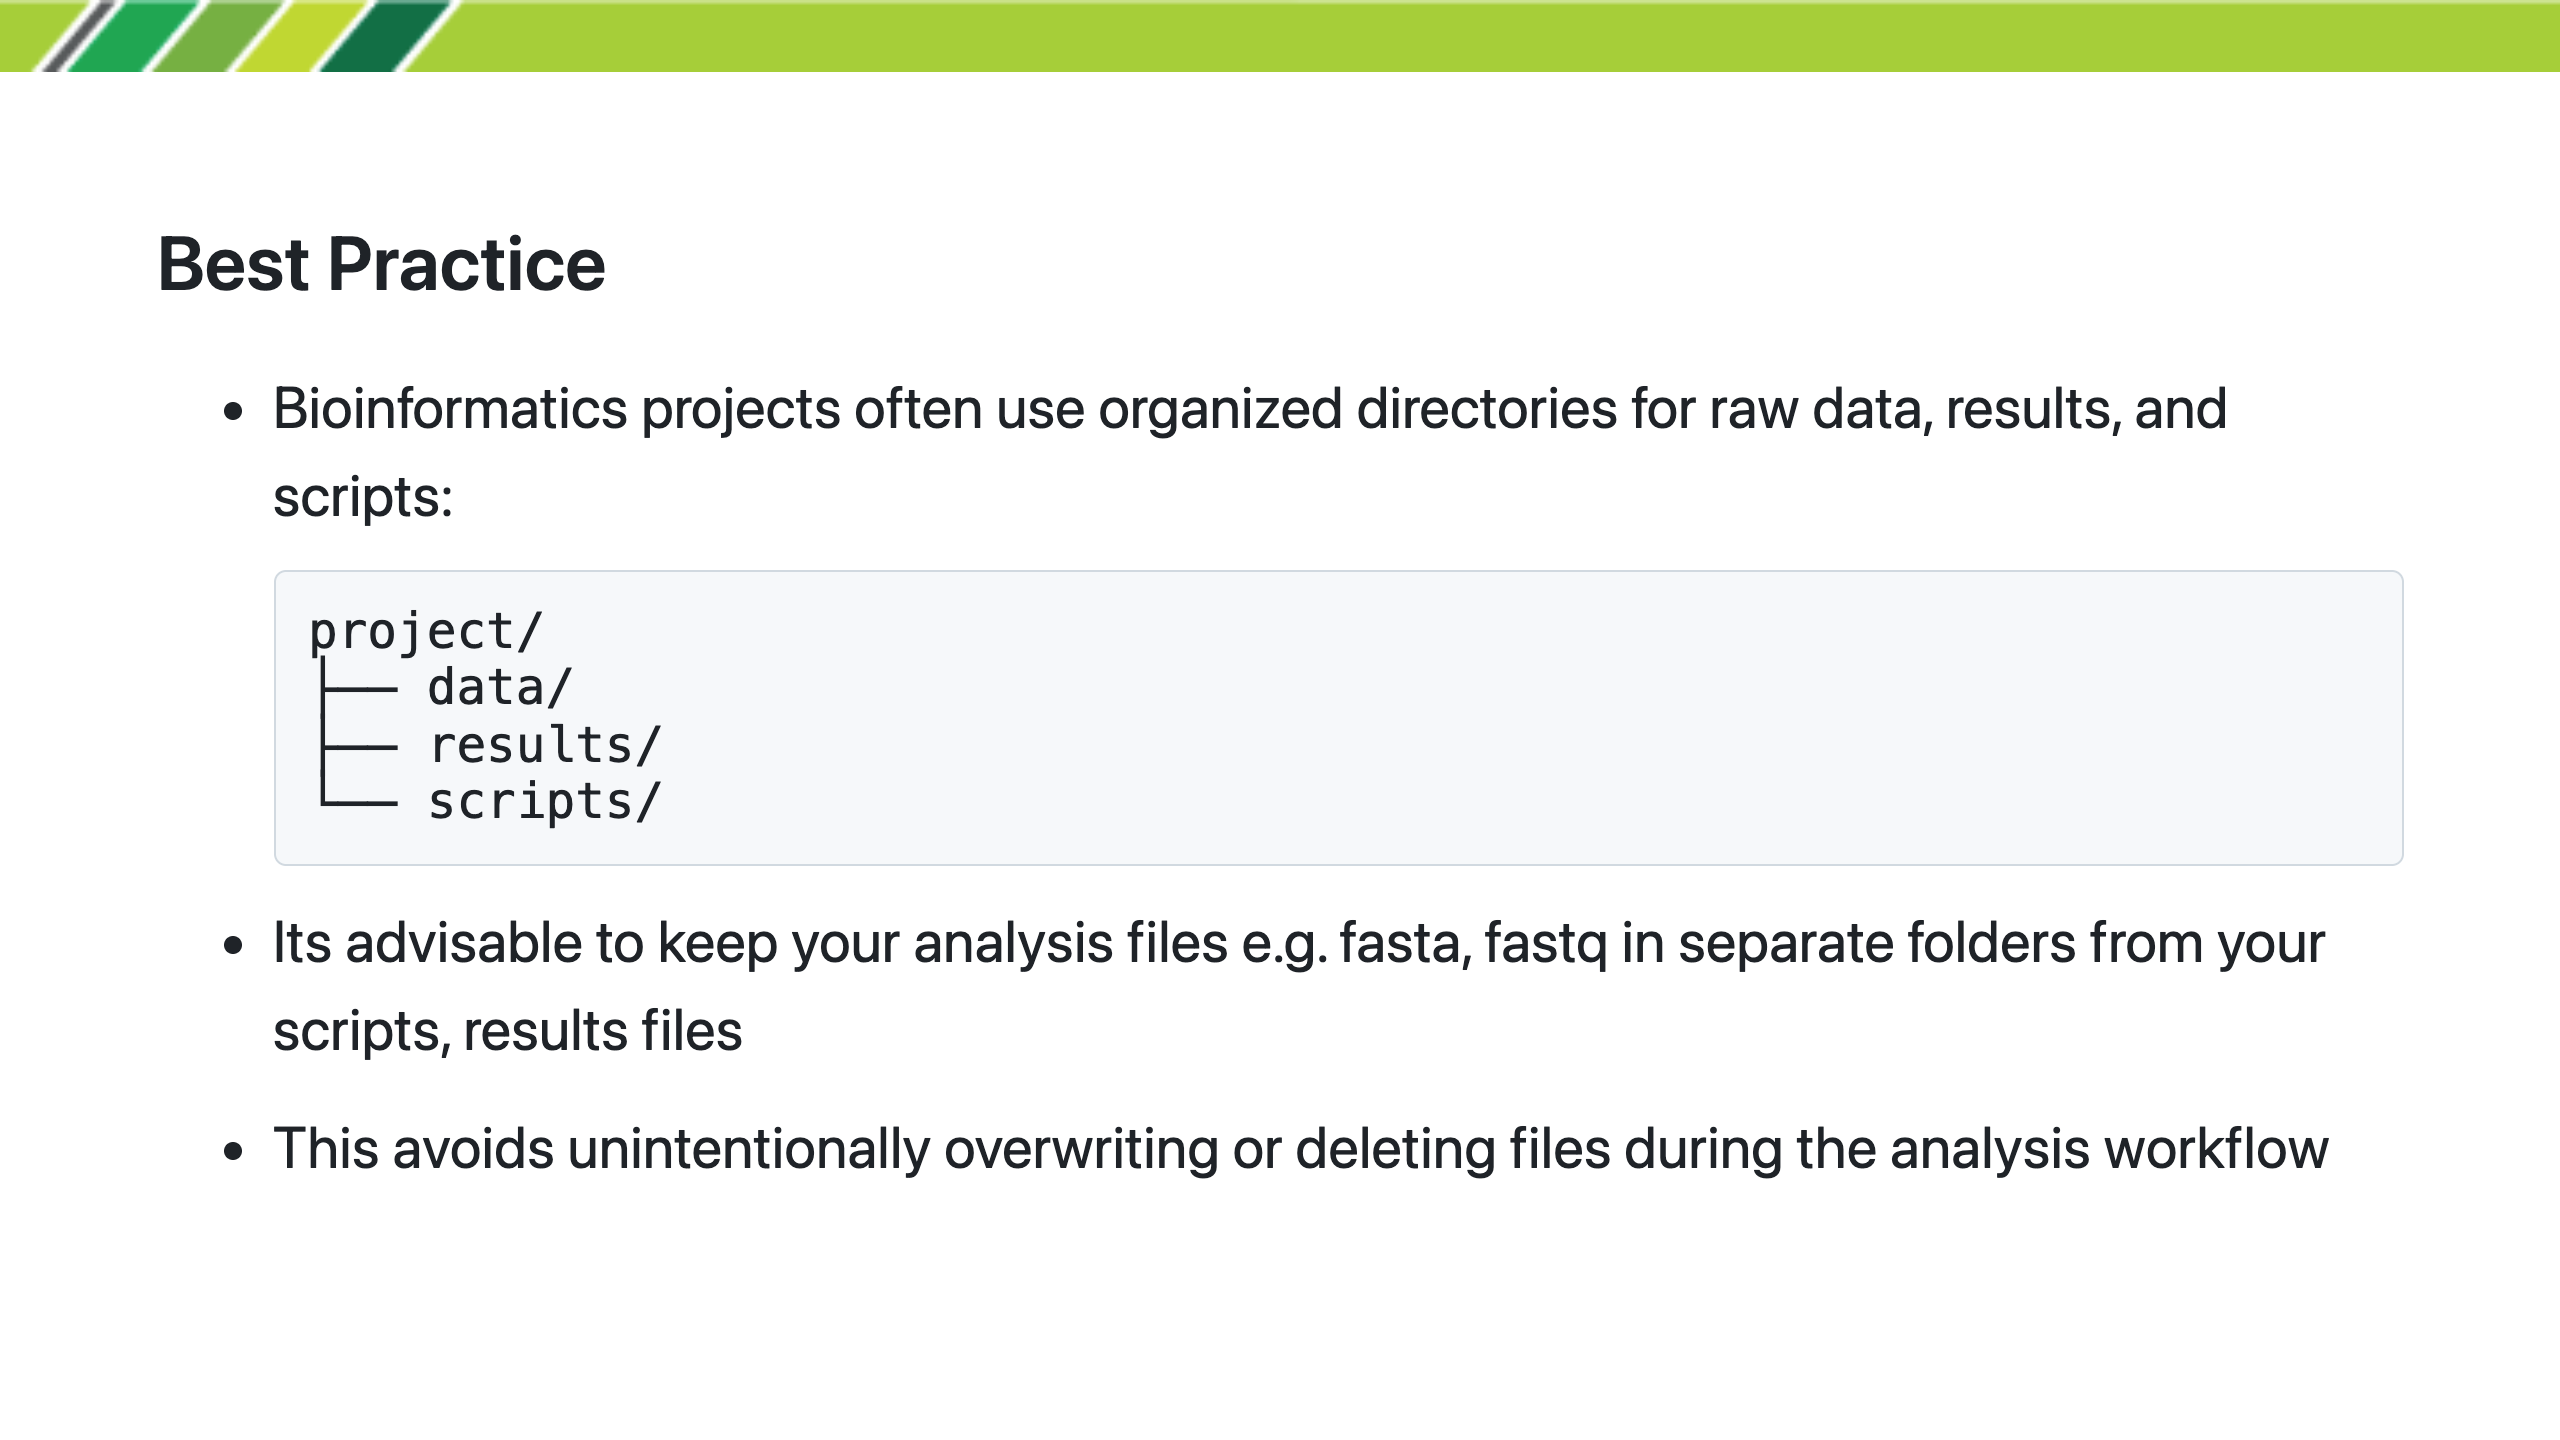 Best Practice
• Bioinformatics projects often use organized directories for raw data, results, and
scripts:
project/
├── data/
├── results/
└── scripts/
• Its advisable to keep your analysis files e.g. fasta, fastq in separate folders from your
scripts, results files
• This avoids unintentionally overwriting or deleting files during the analysis workflow